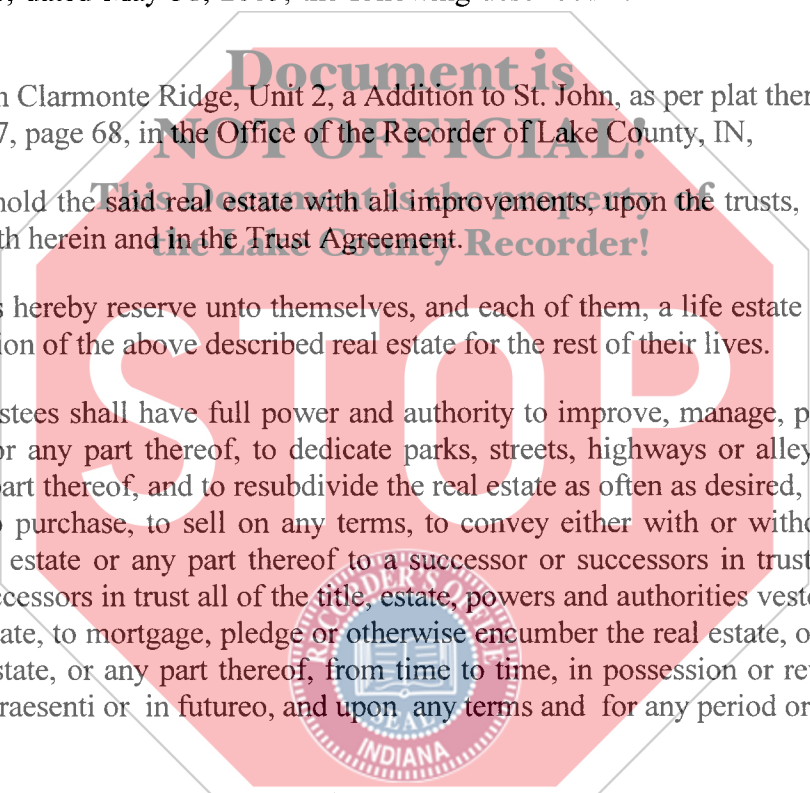 dated May 31, the following
Document is
n Clarmonte Ridge, Unit 2, a Addition to St. John, as per plat ther
NOT OFFICIAL!
7, page 68, in the Office of the Recorder of Lake County, IN,
This Document is the property of
hold the said real estate with all improvements, upon the trusts,
the Lake County Recorder!
th herein and in the Trust Agreement.
s hereby reserve unto themselves, and each of them, a life estate
ion of the above described real estate for the rest of their lives.
STOP
stees shall have full power and authority to improve, manage, p
or any part thereof, to dedicate parks, streets, highways or alley
part thereof, and to resubdivide the real estate as often as desired,
o purchase, to sell on any terms, to convey either with or witho
estate or any part thereof to a successor or successors in trust
ccessors in trust all of the title, estate, powers and authorities veste
ate, to mortgage, pledge or otherwise encumber the real estate, o
state, or any part thereof, from time to time, in possession or re
raesenti or in futureo, and upon any terms and for any period or
RECORDER'S OFFICE
SEAL
INDIANA